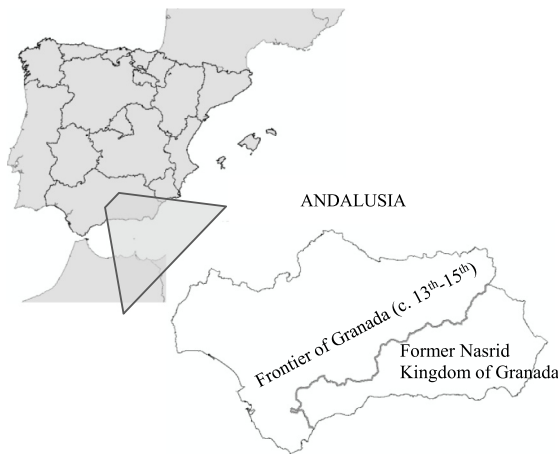 ANDALUSIA
Frontier of Granada (c. 13th-15th)
Former Nasrid
Kingdom of Granada